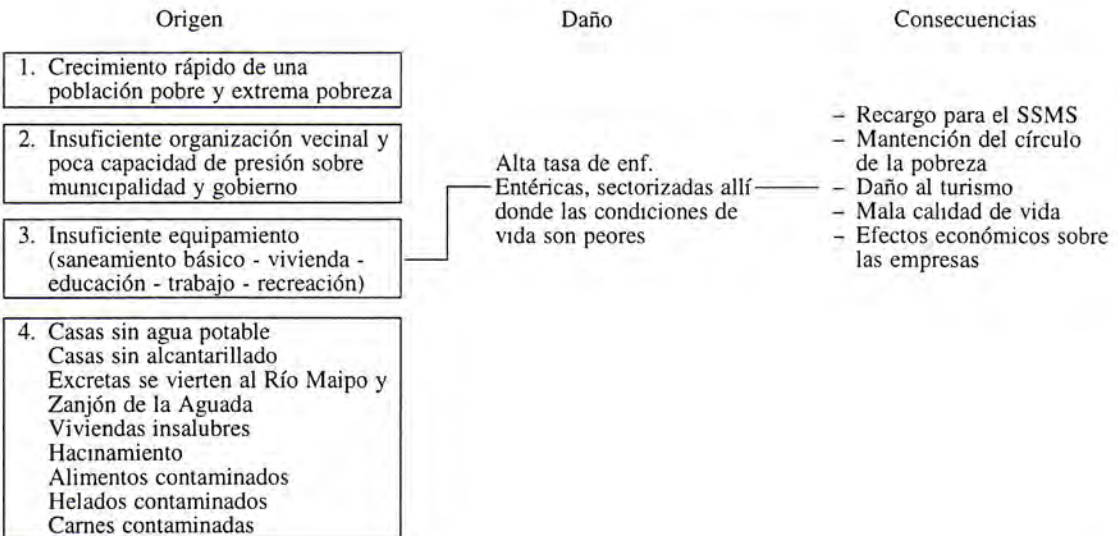 Origen Daño Consecuencias
1. Crecimiento rápido de una
población pobre y extrema pobreza
2. Insuficiente organización vecinal y
poca capacidad de presión sobre
municipalidad y gobierno
3. Insuficiente equipamiento
(saneamiento básico - vivienda -
educación - trabajo - recreación)
4. Casas sin agua potable
Casas sin alcantarillado
Excretas se vierten al Río Maipo y
Zanjón de la Aguada
Viviendas insalubres
Hacinamiento
Alimentos contaminados
Helados contaminados
Carnes contaminadas
Alta tasa de enf.
Entéricas, sectorizadas allí
donde las condiciones de
vida son peores
– Recargo para el SSMS
– Mantención del círculo
de la pobreza
– Daño al turismo
– Mala calidad de vida
– Efectos económicos sobre
las empresas